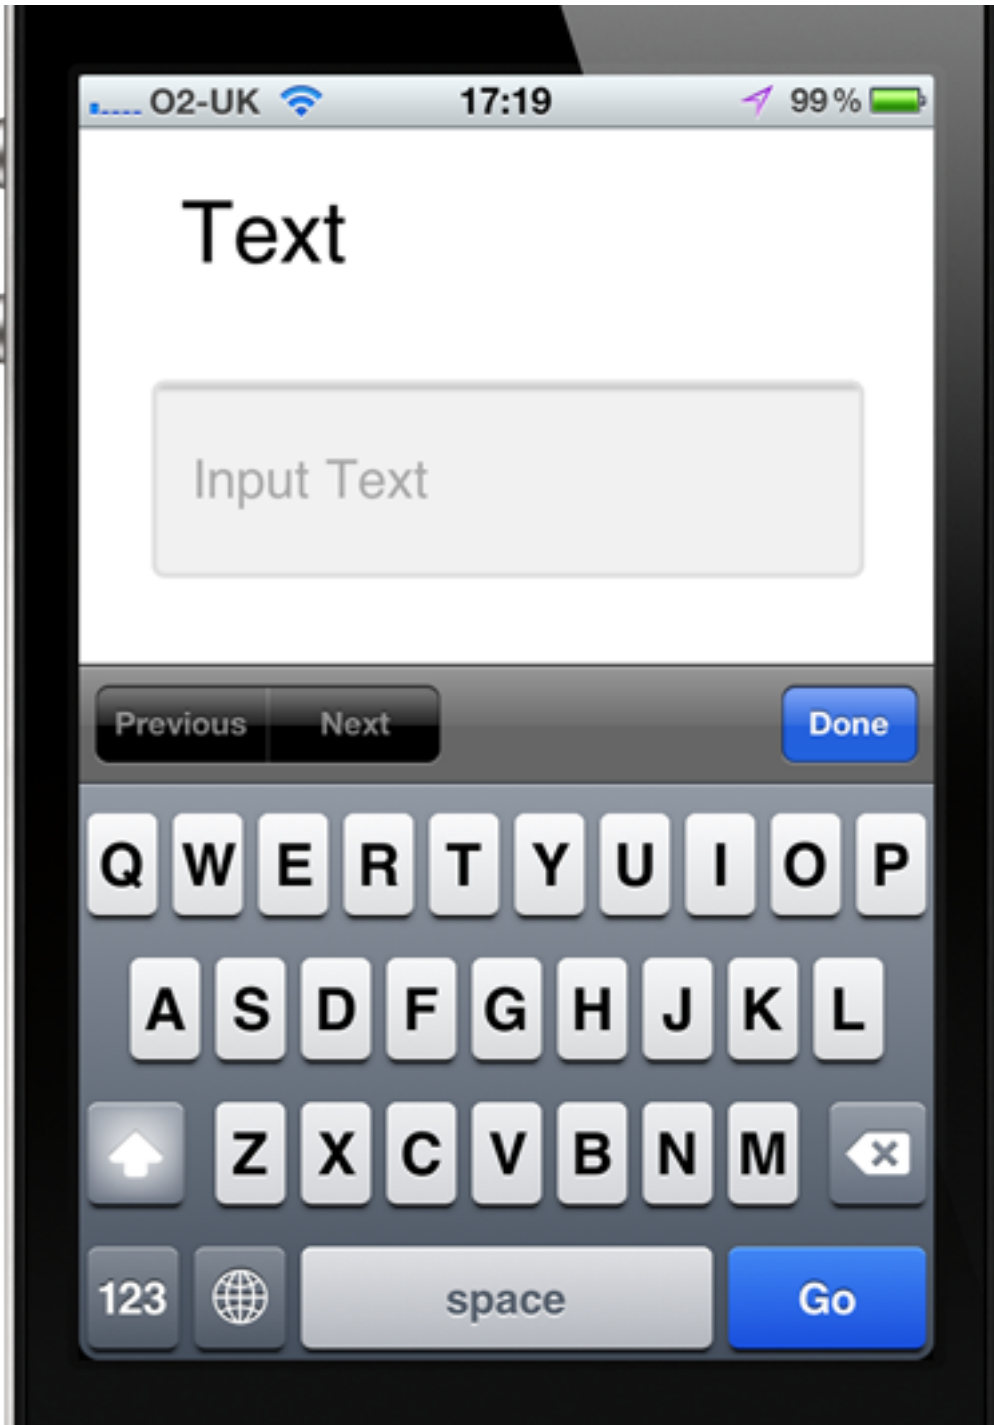 O2-UK 17:19 99%
Text
Input Text
Previous Next Done
Q W E R T Y U I O P
A S D F G H J K L
Z X C V B N M
123 space Go